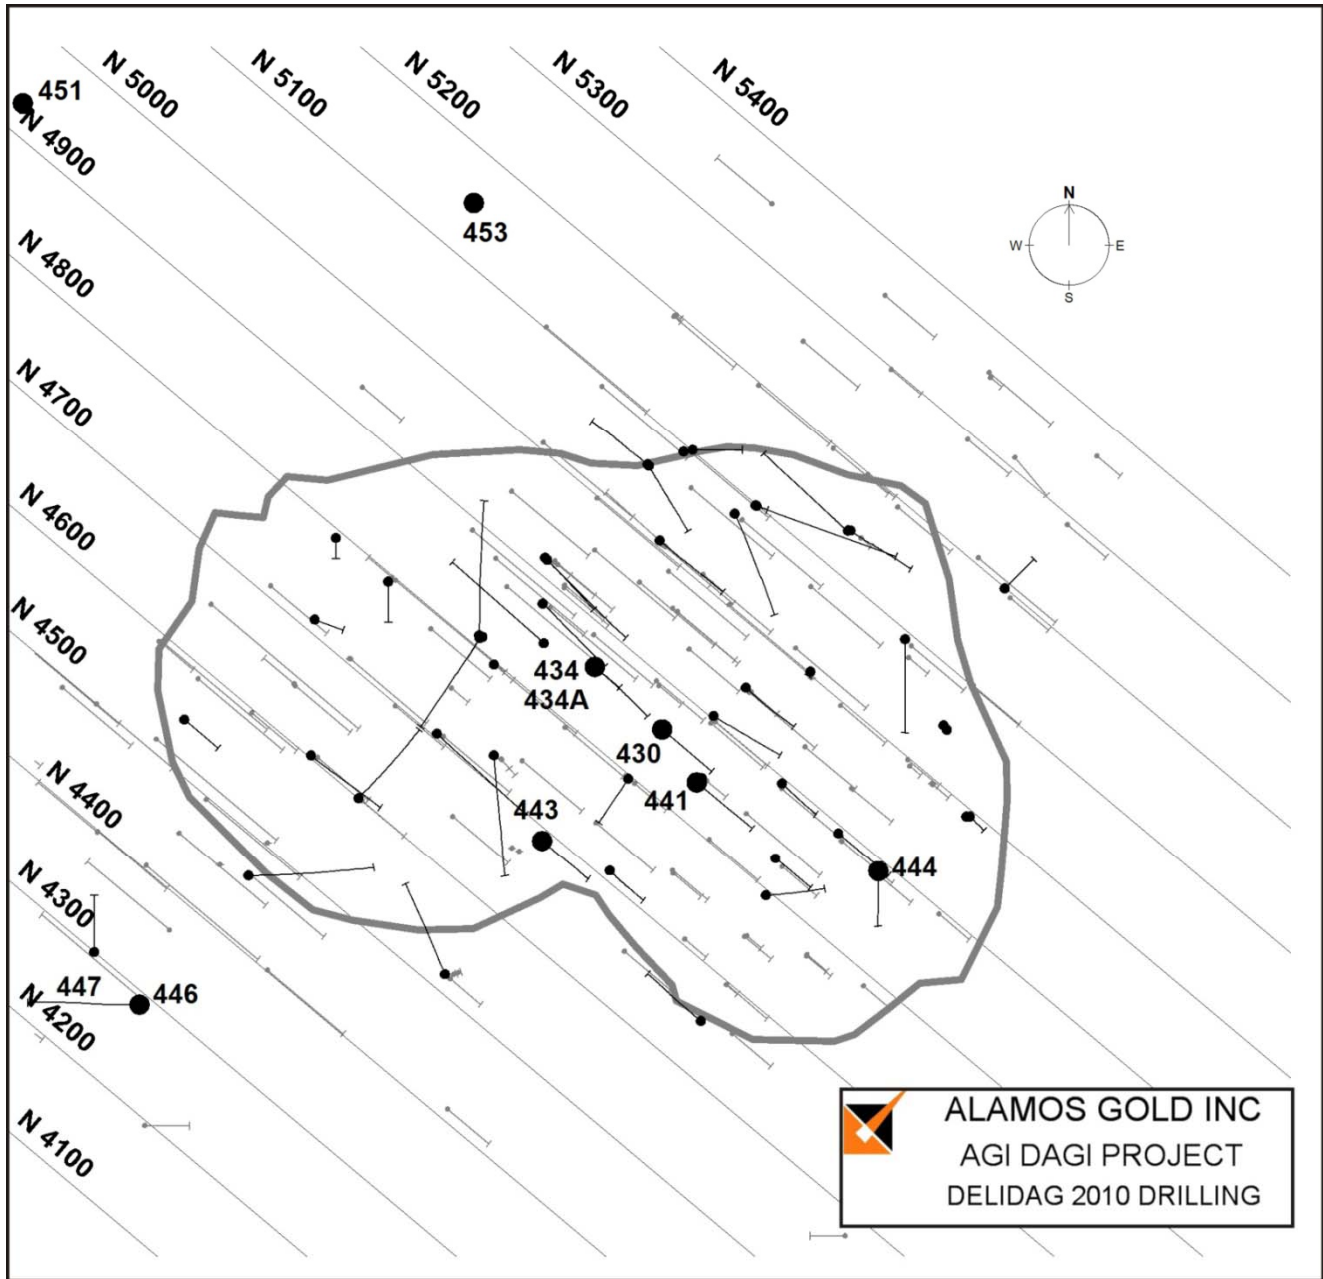 N 5000
N 5100
N 5200
N 5300
N 5400
451
N 4900
453
N
W
E
S
N 4800
N 4700
N 4600
N 4500
434
434A
430
441
443
444
N 4400
N 4300
447
446
N 4200
N 4100
ALAMOS GOLD INC
AGI DAGI PROJECT
DELIDAG 2010 DRILLING